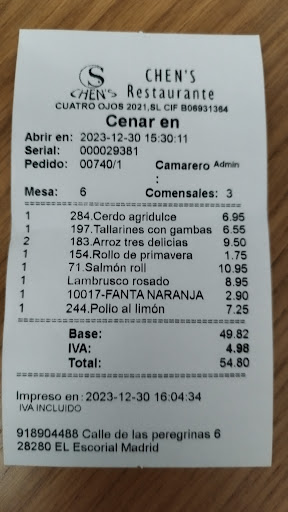 S
CHEN'S
CHEN'S
Restaurante
CUATRO OJOS 2021,SL CIF B06931364
Cenar en
Abrir en: 2023-12-30 15:30:11
Serial: 000029381
Pedido: 00740/1 Camarero Admin
:
Mesa: 6 Comensales: 3
1 284.Cerdo agridulce 6.95
1 197.Tallarines con gambas 6.55
2 183.Arroz tres delicias 9.50
1 154.Rollo de primavera 1.75
1 71.Salmón roll 10.95
1 Lambrusco rosado 8.95
1 10017-FANTA NARANJA 2.90
1 244.Pollo al limón 7.25
Base: 49.82
IVA: 4.98
Total: 54.80
Impreso en : 2023-12-30 16:04:34
IVA INCLUIDO
918904488 Calle de las peregrinas 6
28280 EL Escorial Madrid